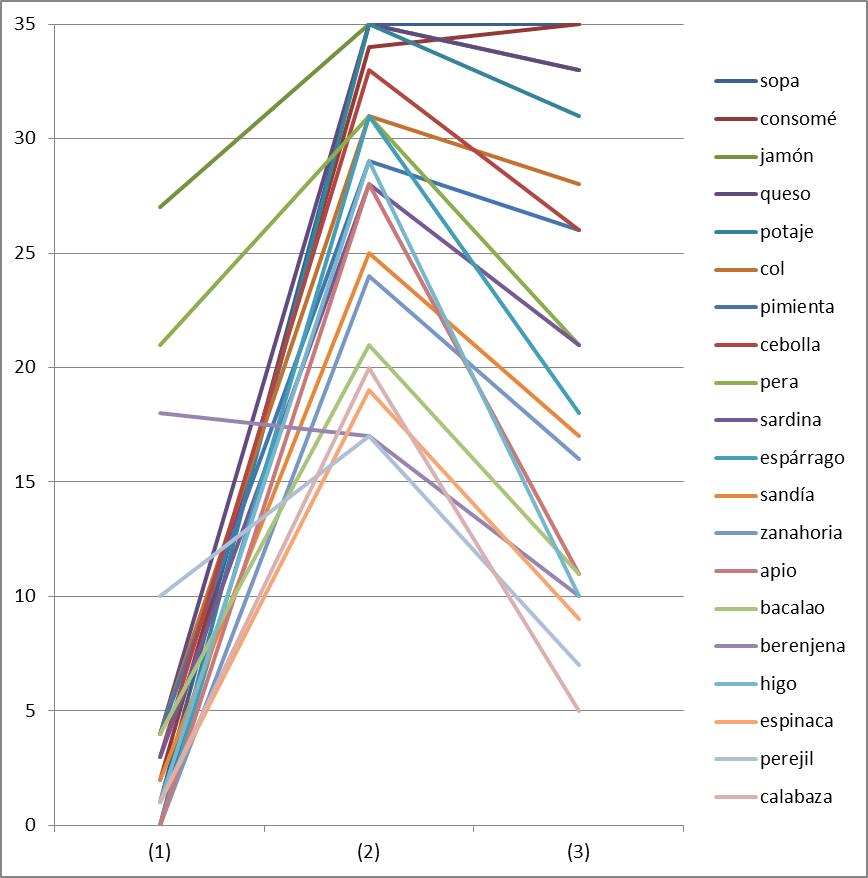 35
30
25
20
15
10
5
0
(1) (2) (3)
sopa
consomé
jamón
queso
potaje
col
pimienta
cebolla
pera
sardina
espárrago
sandía
zanahoria
apio
bacalao
berenjena
higo
espinaca
perejil
calabaza